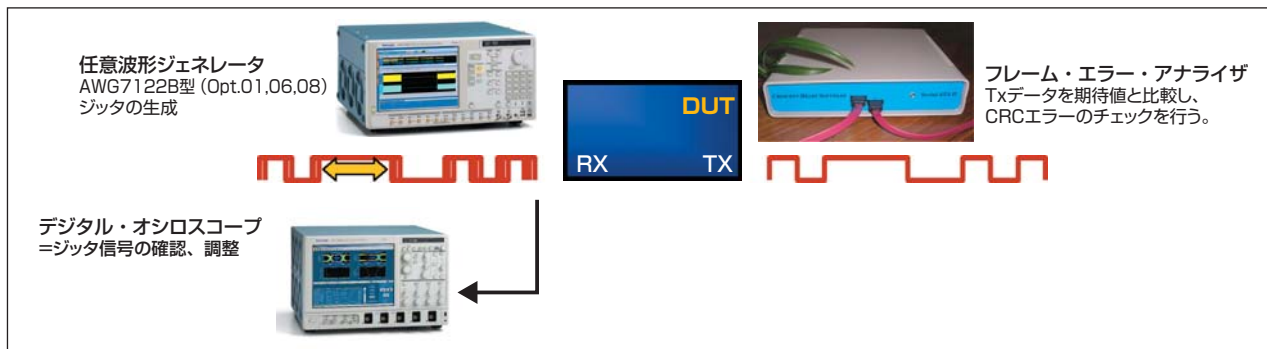 任意波形ジェネレータ
AWG7122B型 (Opt.01,06,08)
ジッタの生成
DUT
RX
TX
フレーム・エラー・アナライザ
Txデータを期待値と比較し、
CRCエラーのチェックを行う。
デジタル・オシロスコープ
=ジッタ信号の確認、調整